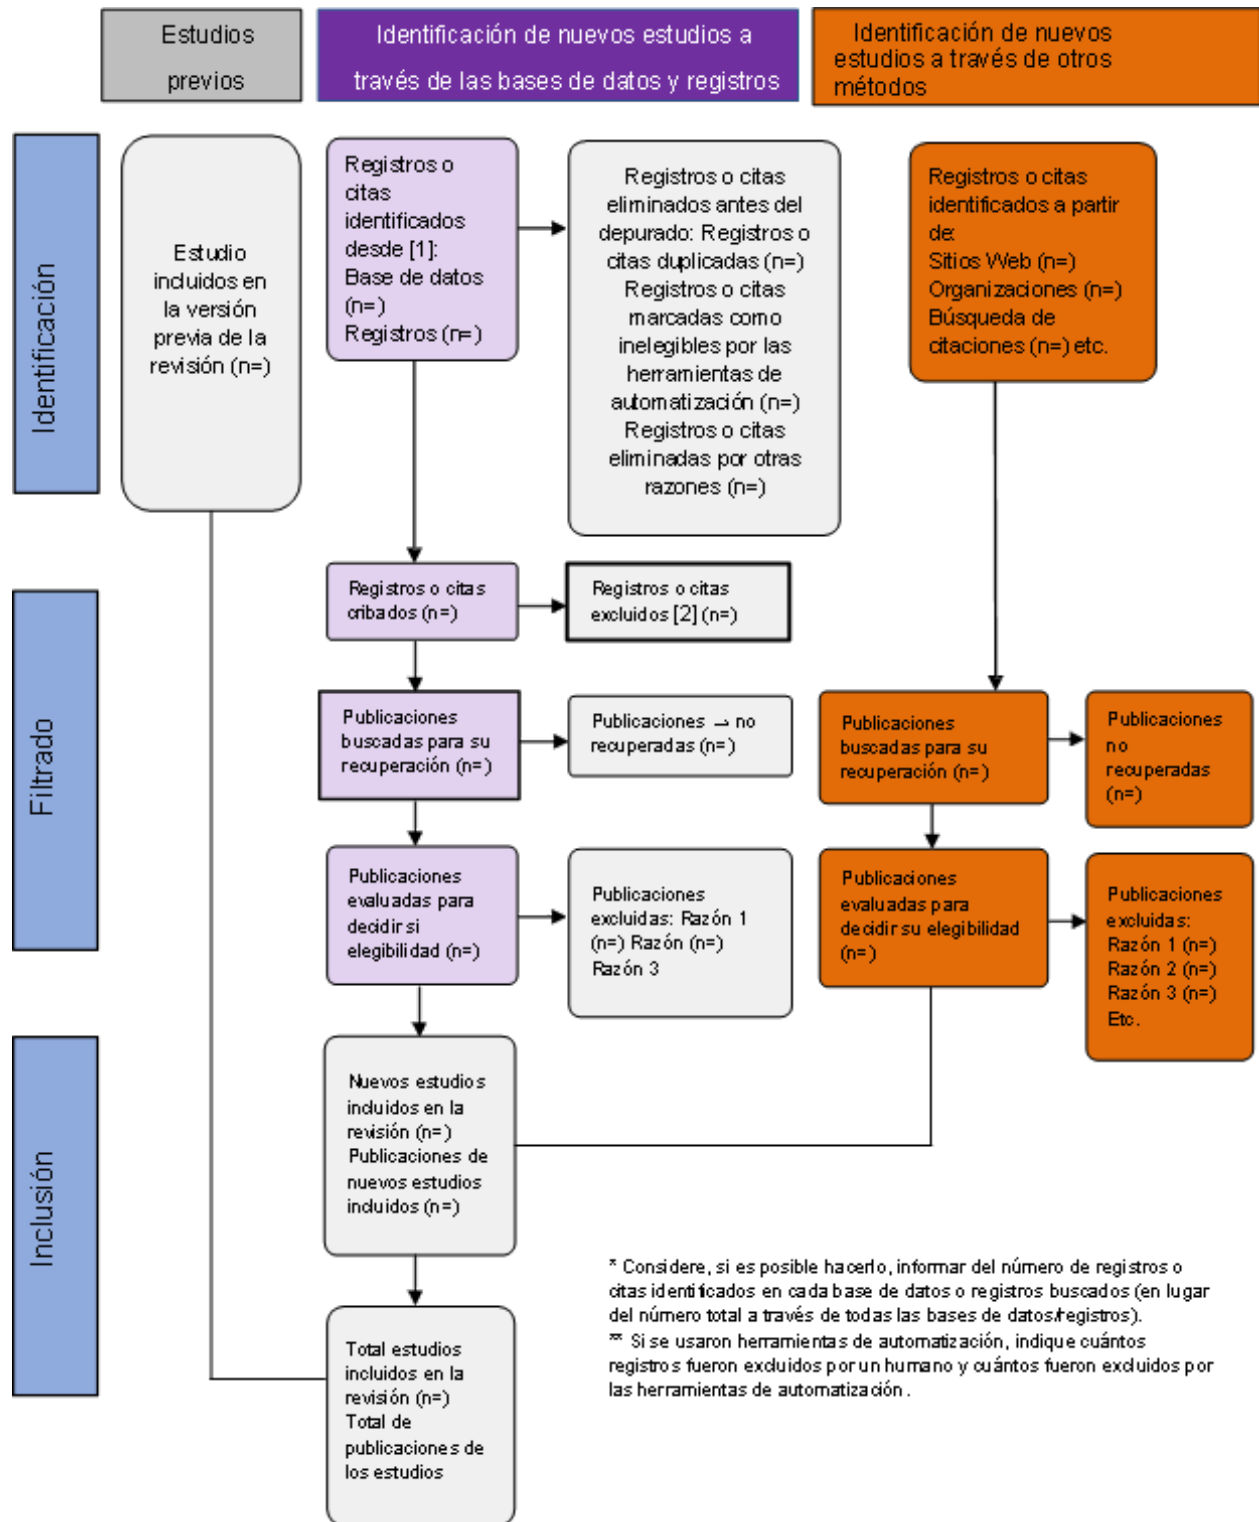 Estudios
previos
Identificación de nuevos estudios a
través de las bases de datos y registros
Identificación de nuevos
estudios a través de otros
métodos
Identificación
Estudio
incluidos en
la versión
previa de la
revisión (n=)
Registros o
citas
identificados
desde [1]:
Base de datos
(n=)
Registros (n=)
Registros o citas
eliminados antes del
depurado: Registros o
citas duplicadas (n=)
Registros o citas
marcadas como
inelegibles por las
herramientas de
automatización (n=)
Registros o citas
eliminadas por otras
razones (n=)
Registros o citas
identificados a partir
de:
Sitios Web (n=)
Organizaciones (n=)
Búsqueda de
citaciones (n=) etc.
Filtrado
Registros o citas
cribados (n=)
Registros o citas
excluidos [2] (n=)
Publicaciones
buscadas para su
recuperación (n=)
Publicaciones → no
recuperadas (n=)
Publicaciones
buscadas para su
recuperación (n=)
Publicaciones
no
recuperadas
(n=)
Publicaciones
evaluadas para
decidir si
elegibilidad (n=)
Publicaciones
excluidas: Razón 1
(n=) Razón (n=)
Razón 3
Publicaciones
evaluadas para
decidir su elegibilidad
(n=)
Publicaciones
excluidas:
Razón 1 (n=)
Razón 2 (n=)
Razón 3 (n=)
Etc.
Inclusión
Nuevos estudios
incluidos en la
revisión (n=)
Publicaciones de
nuevos estudios
incluidos (n=)
Total estudios
incluidos en la
revisión (n=)
Total de
publicaciones de
los estudios
* Considere, si es posible hacerlo, informar del número de registros o
citas identificados en cada base de datos o registros buscados (en lugar
del número total a través de todas las bases de datos/registros).
** Si se usaron herramientas de automatización, indique cuántos
registros fueron excluidos por un humano y cuántos fueron excluidos por
las herramientas de automatización.